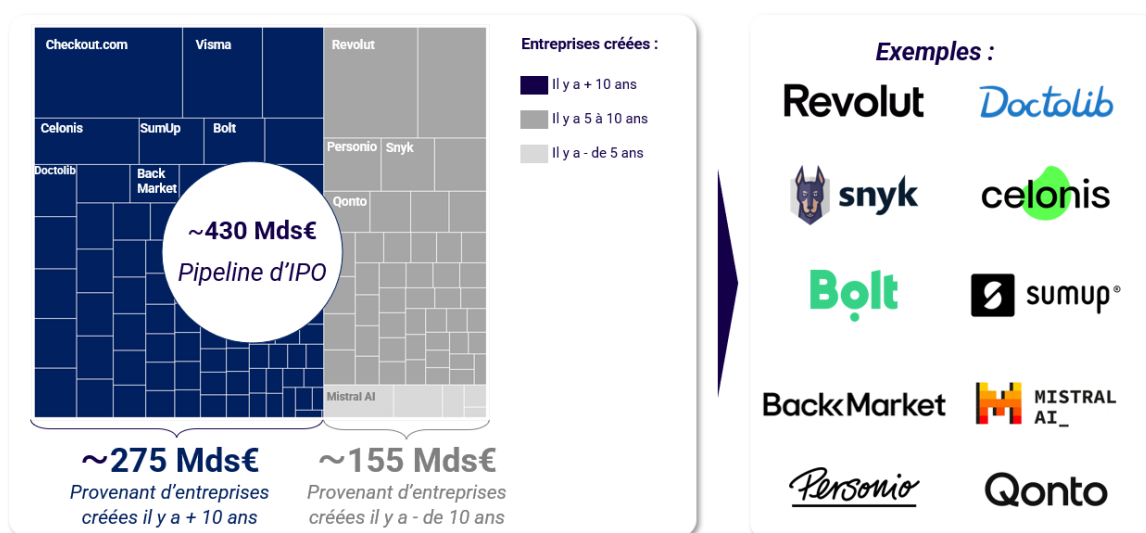 Checkout.com
Visma
Revolut
Celonis
SumUp
Bolt
Doctolib
Back
Market
Personio
Snyk
Qonto
Mistral AI
~430 Mds€
Pipeline d'IPO
Entreprises créées :
Il y a + 10 ans
Il y a 5 à 10 ans
Il y a - de 5 ans
~275 Mds€
Provenant d'entreprises
créées il y a + 10 ans
~155 Mds€
Provenant d'entreprises
créées il y a - de 10 ans
Exemples :
Revolut
Doctolib
snyk
celonis
Bolt
sumup®
Back Market
MISTRAL
AI_
Personio
Qonto